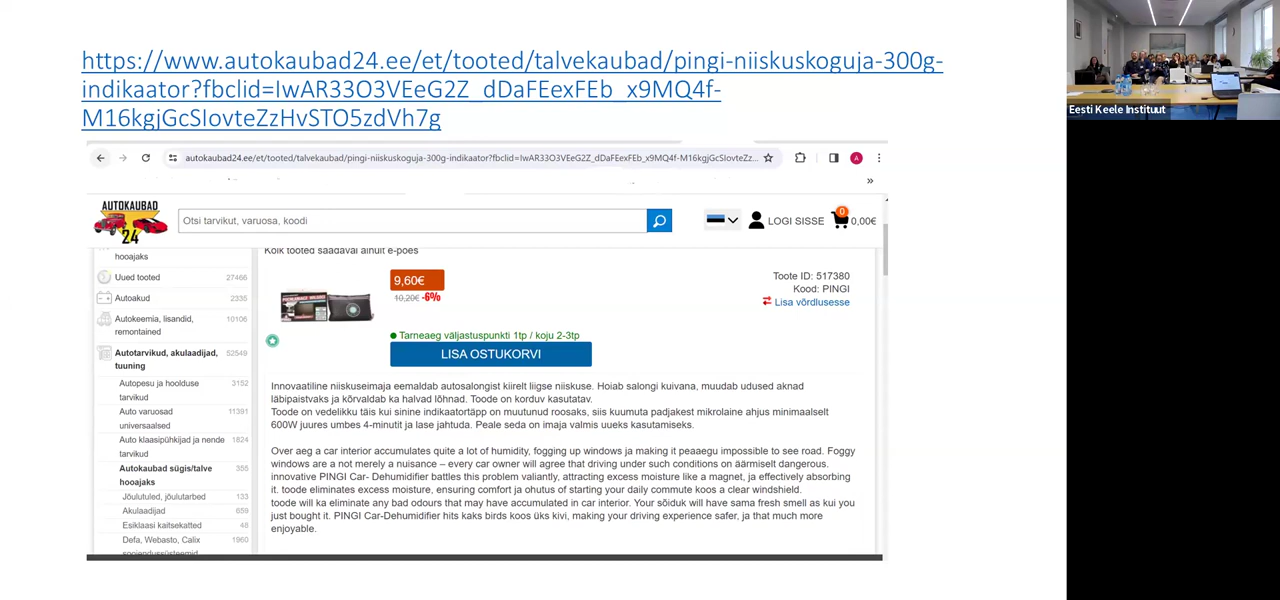 https://www.autokaubad24.ee/et/tooted/talvekaubad/pingi-niiskuskoguja-300g-
indikaator?fbclid=IwAR33O3VEeG2Z_dDaFEexFEb_x9MQ4f-
M16kgjGcSIovteZzHvSTO5zdVh7g
Eesti Keele Instituut
autokaubad24.ee/et/tooted/talvekaubad/pingi-niiskuskoguja-300g-indikaator?fbclid=IwAR33O3VEeG2Z_dDaFEexFEb_x9MQ4f-M16kgjGcSIovteZz...
A
»
AUTOKAUBAD
24
Otsi tarvikut, varuosa, koodi
LOGI SISSE
0
0,00€
hooajaks
Uued tooted 27466
Autoakud 2335
Autokeemia, lisandid, 10106
remontained
Autotarvikud, akulaadijad, 52549
tuuning
Autopesu ja hoolduse 3152
tarvikud
Auto varuosad 11391
universaalsed
Auto klaasipühkijad ja nende 1824
tarvikud
Autokaubad sügis/talve 385
hooajaks
Jõulutuled, jõulutarbed 133
Akulaadijad 659
Esiklaasi kaitsekatted 48
Defa, Webasto, Calix 1960
soojendussüsteemid
Kõik tooted saadaval ainult e-poes
9,60€
10,20€ -6%
Toote ID: 517380
Kood: PINGI
Lisa võrdlusesse
Tarneaeg väljastuspunkti 1tp / koju 2-3tp
LISA OSTUKORVI
Innovaatiline niiskuseimaja eemaldab autosalongist kiirelt liigse niiskuse. Hoiab salongi kuivana, muudab udused aknad
läbipaistvaks ja kõrvaldab ka halvad lõhnad. Toode on korduv kasutatav.
Toode on vedelikku täis kui sinine indikaatortäpp on muutunud roosaks, siis kuumuta padjakest mikrolaine ahjus minimaalselt
600W juures umbes 4-minutit ja lase jahtuda. Peale seda on imaja valmis uueks kasutamiseks.
Over aeg a car interior accumulates quite a lot of humidity, fogging up windows ja making it peaaegu impossible to see road. Foggy
windows are a not merely a nuisance – every car owner will agree that driving under such conditions on äärmiselt dangerous.
innovative PINGI Car- Dehumidifier battles this problem valiantly, attracting excess moisture like a magnet, ja effectively absorbing
it. toode eliminates excess moisture, ensuring comfort ja ohutus of starting your daily commute koos a clear windshield.
toode will ka eliminate any bad odours that may have accumulated in car interior. Your sõiduk will have sama fresh smell as kui you
just bought it. PINGI Car-Dehumidifier hits kaks birds koos üks kivi, making your driving experience safer, ja that much more
enjoyable.